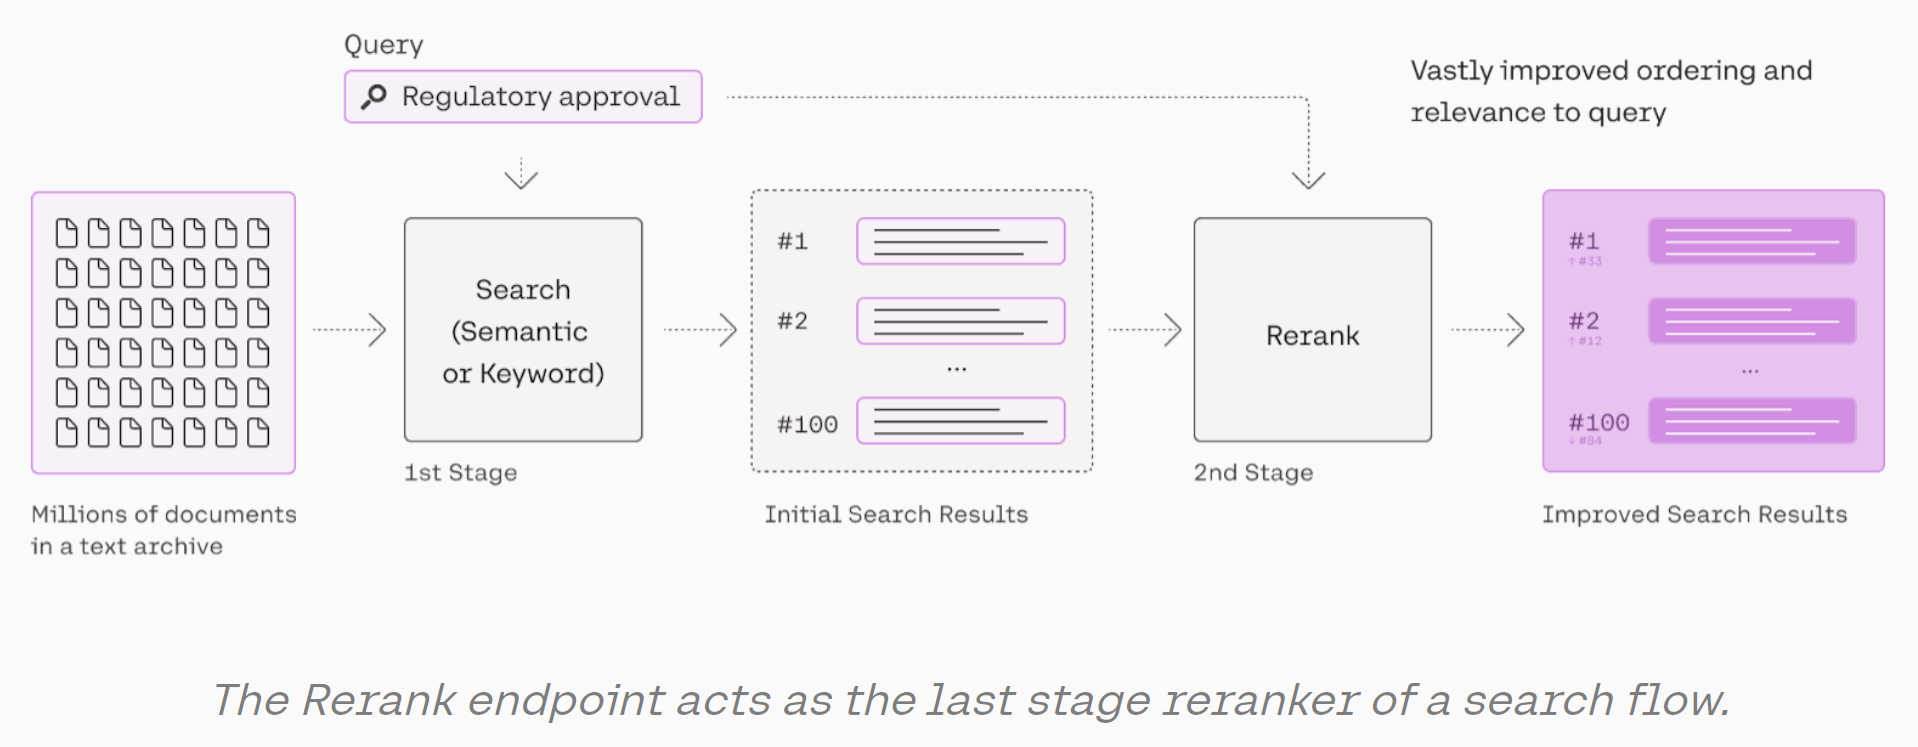 Query
Regulatory approval
Vastly improved ordering and
relevance to query
Search
(Semantic
or Keyword)
1st Stage
#1
#2
...
#100
Rerank
2nd Stage
#1
↑ #33
#2
↑ #12
...
#100
↓ #84
Millions of documents
in a text archive
Initial Search Results
Improved Search Results
The Rerank endpoint acts as the last stage reranker of a search flow.